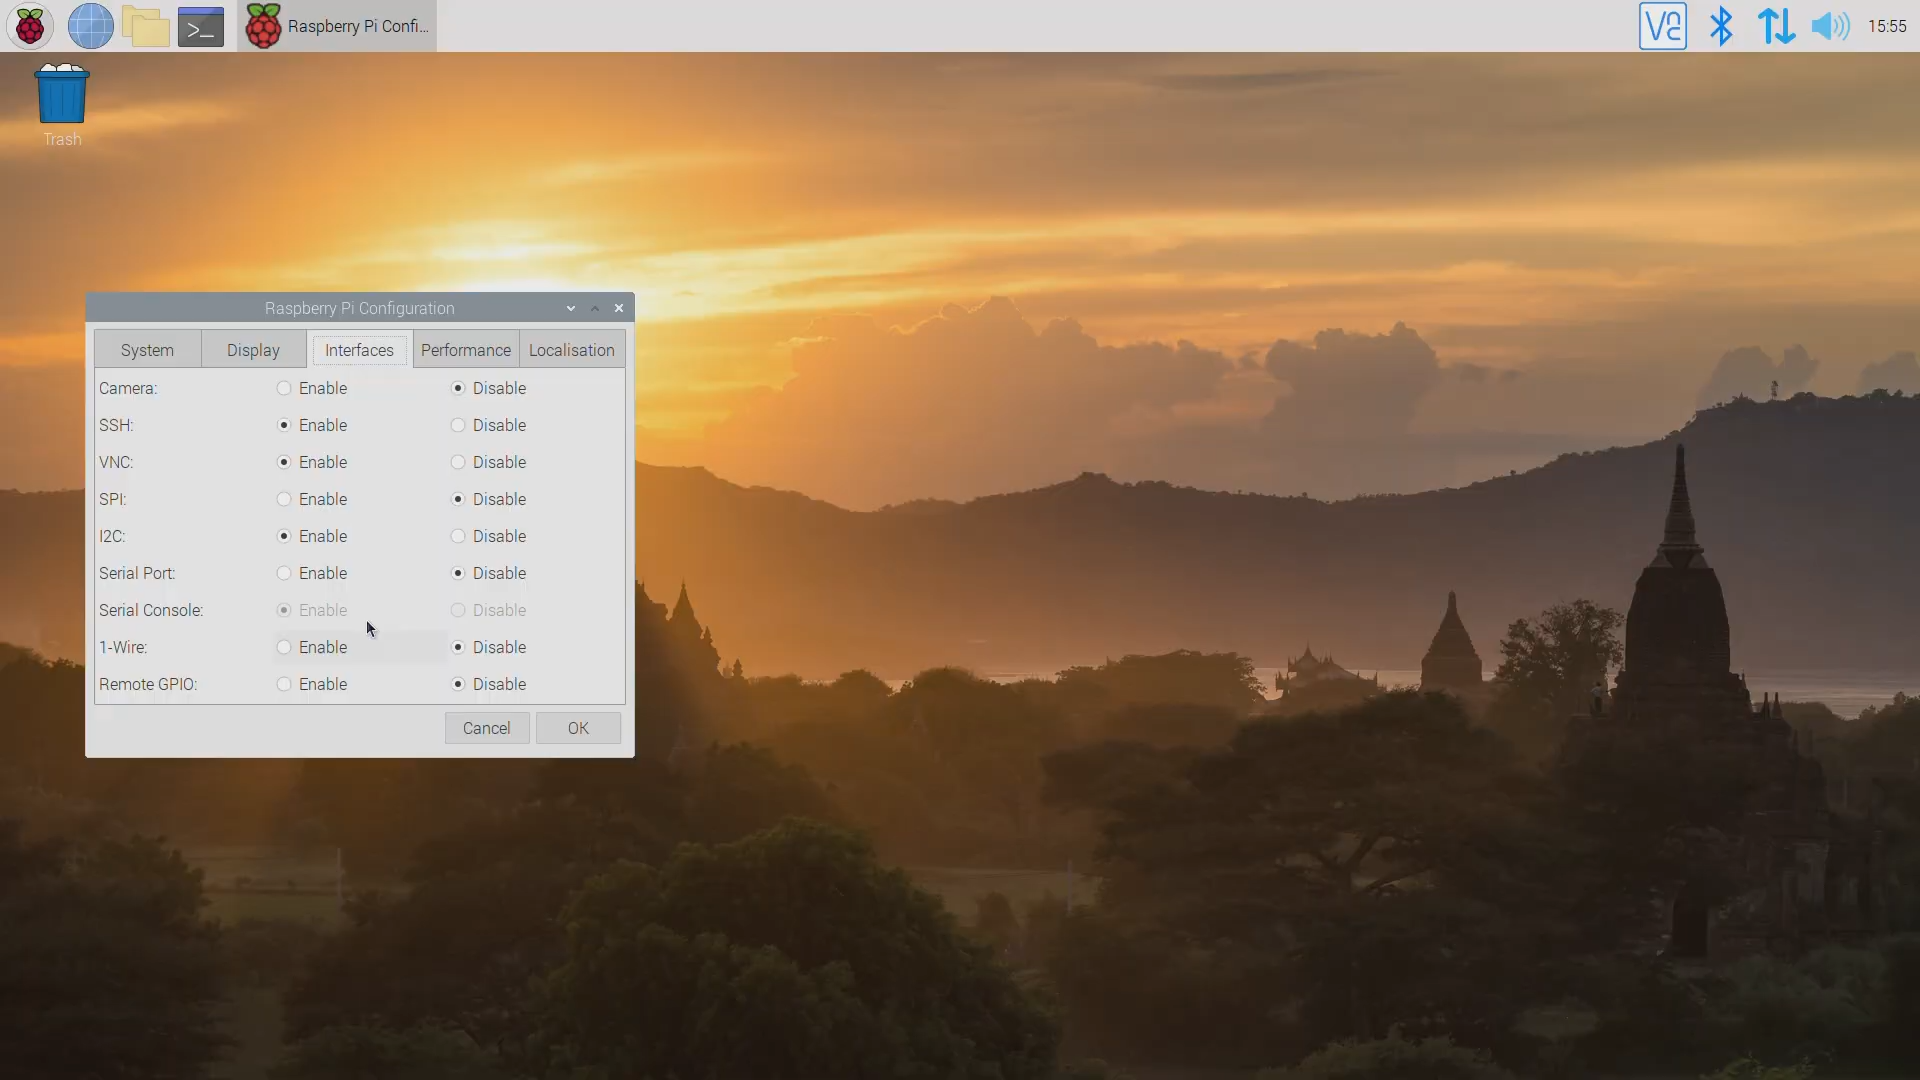 Raspberry Pi Confi...
15:55
Trash
Raspberry Pi Configuration
System Display Interfaces Performance Localisation
Camera: Enable Disable
SSH: Enable Disable
VNC: Enable Disable
SPI: Enable Disable
I2C: Enable Disable
Serial Port: Enable Disable
Serial Console: Enable Disable
1-Wire: Enable Disable
Remote GPIO: Enable Disable
Cancel OK